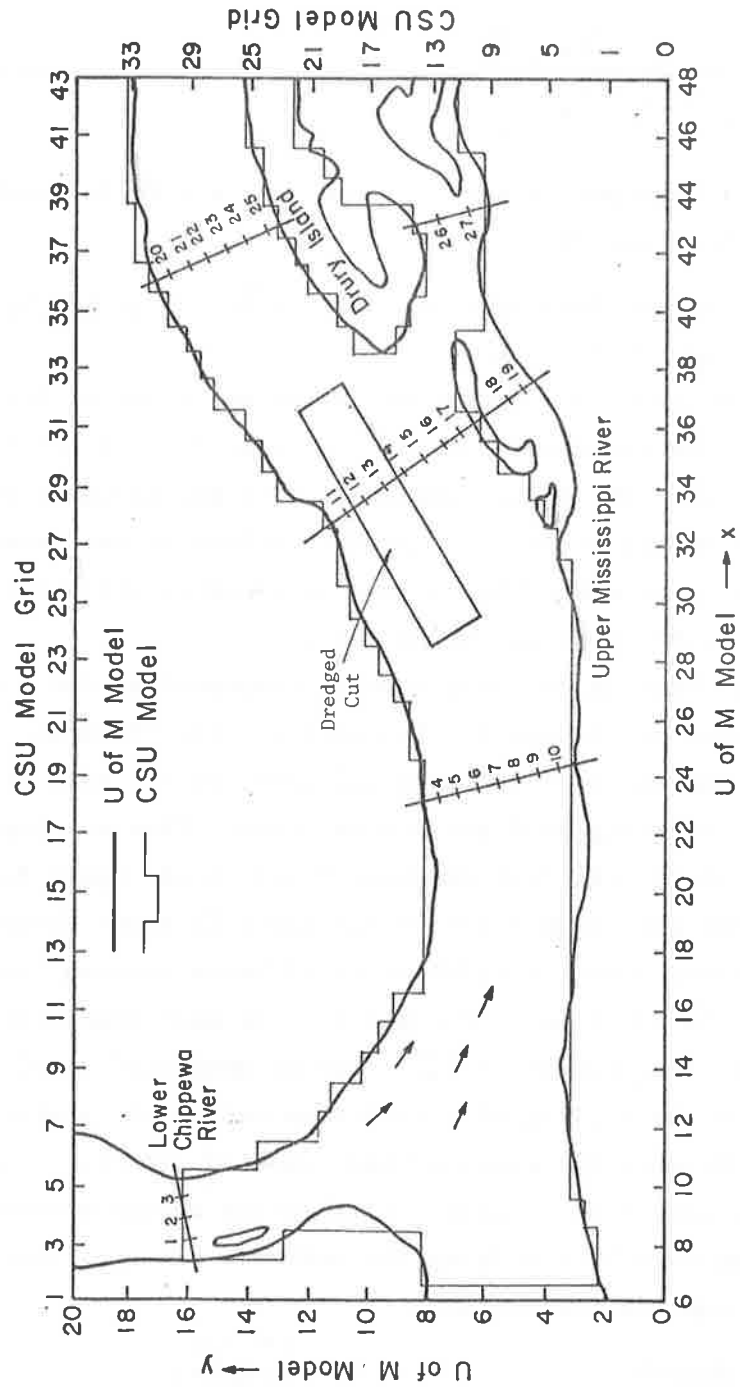 CSU Model Grid
1 3 5 7 9 11 13 15 17 19 21 23 25 27 29 31 33 35 37 39 41 43
U of M Model
CSU Model
Lower
Chippewa
River
1 2 3
4 5 6 7 8 9 10
Dredged
Cut
11 12 13 14 15 16 17 18 19
20 21 22 23 24 25
Drury Island
26 27
Upper Mississippi River
20 18 16 14 12 10 8 6 4 2 0
U of M Model → y
33 29 25 21 17 13 9 5 1 0
CSU Model Grid
6 8 10 12 14 16 18 20 22 24 26 28 30 32 34 36 38 40 42 44 46 48
U of M Model → x